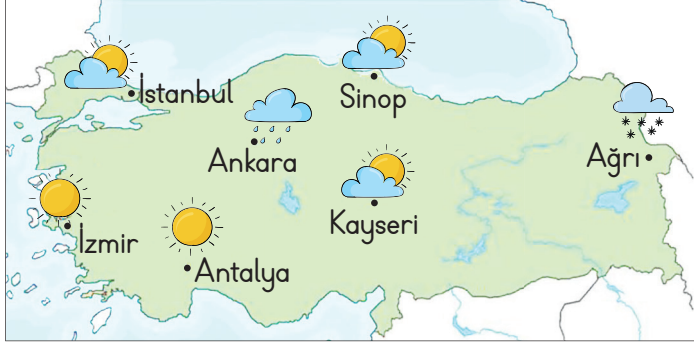 İstanbul
Sinop
Ankara
Ağrı
Kayseri
İzmir
Antalya